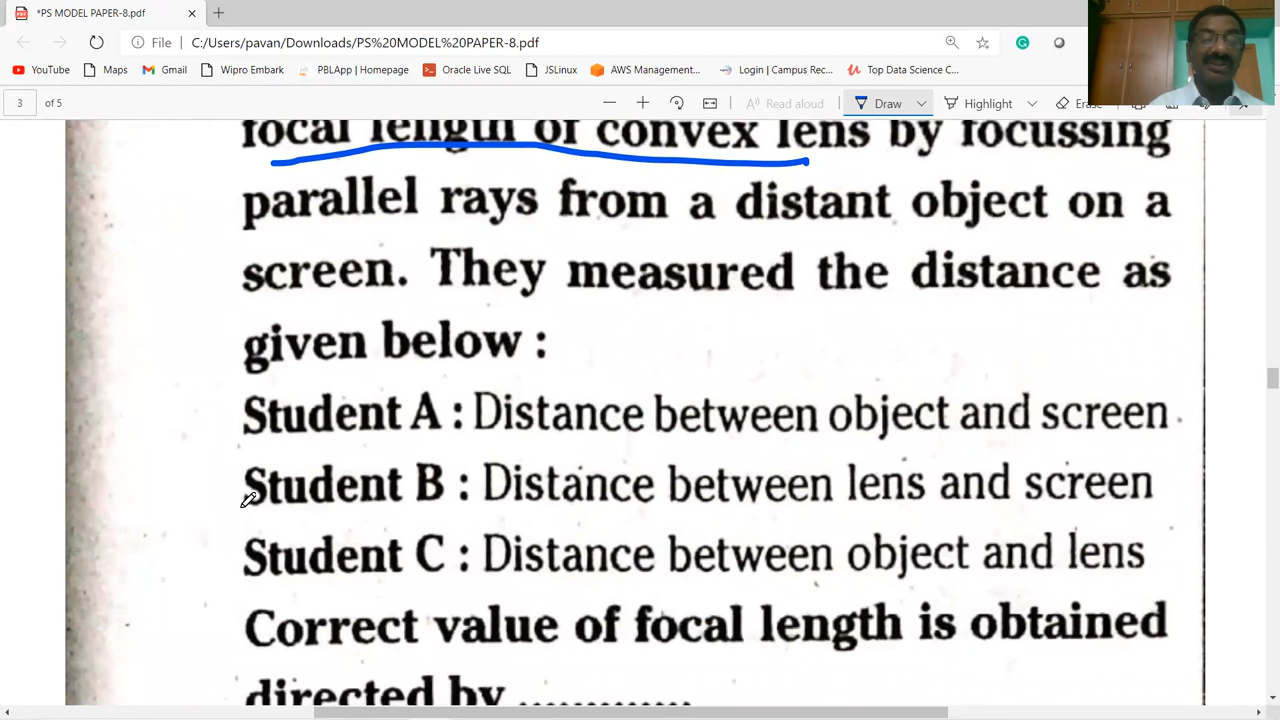 *PS MODEL PAPER-8.pdf
File C:/Users/pavan/Downloads/PS%20MODEL%20PAPER-8.pdf
YouTube Maps Gmail Wipro Embark PBLApp | Homepage Oracle Live SQL JSLinux AWS Management... Login | Campus Rec... Top Data Science C...
3 of 5 Read aloud Draw Highlight Erase
focal length of convex lens by focussing
parallel rays from a distant object on a
screen. They measured the distance as
given below :
Student A : Distance between object and screen
Student B : Distance between lens and screen
Student C : Distance between object and lens
Correct value of focal length is obtained
directed by .............